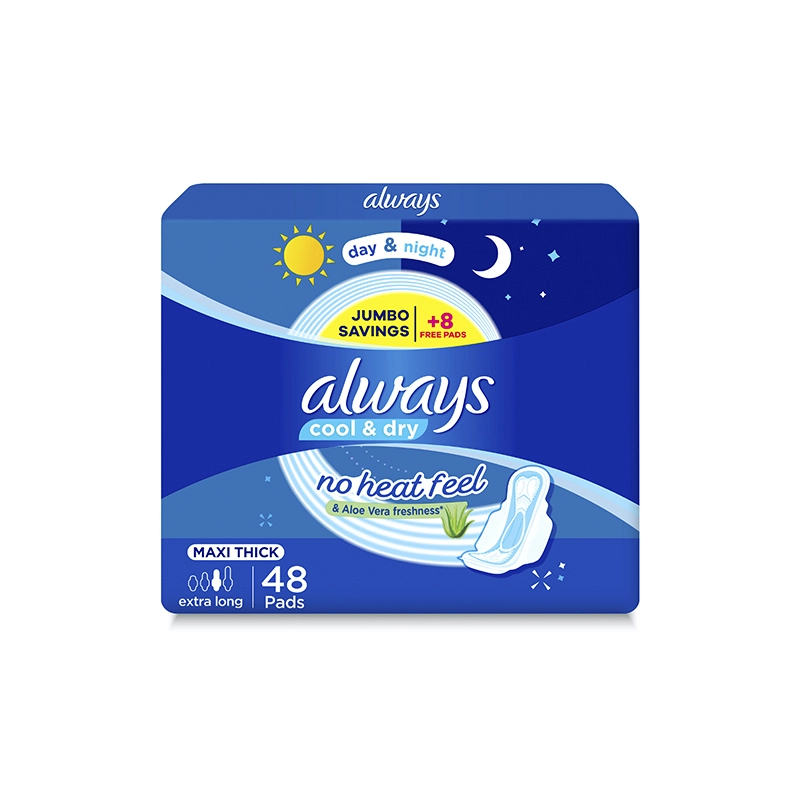 always
day & night
JUMBO
SAVINGS
+8
FREE PADS
always
cool & dry
no heat feel
& Aloe Vera freshness*
MAXI THICK
extra long
48
Pads